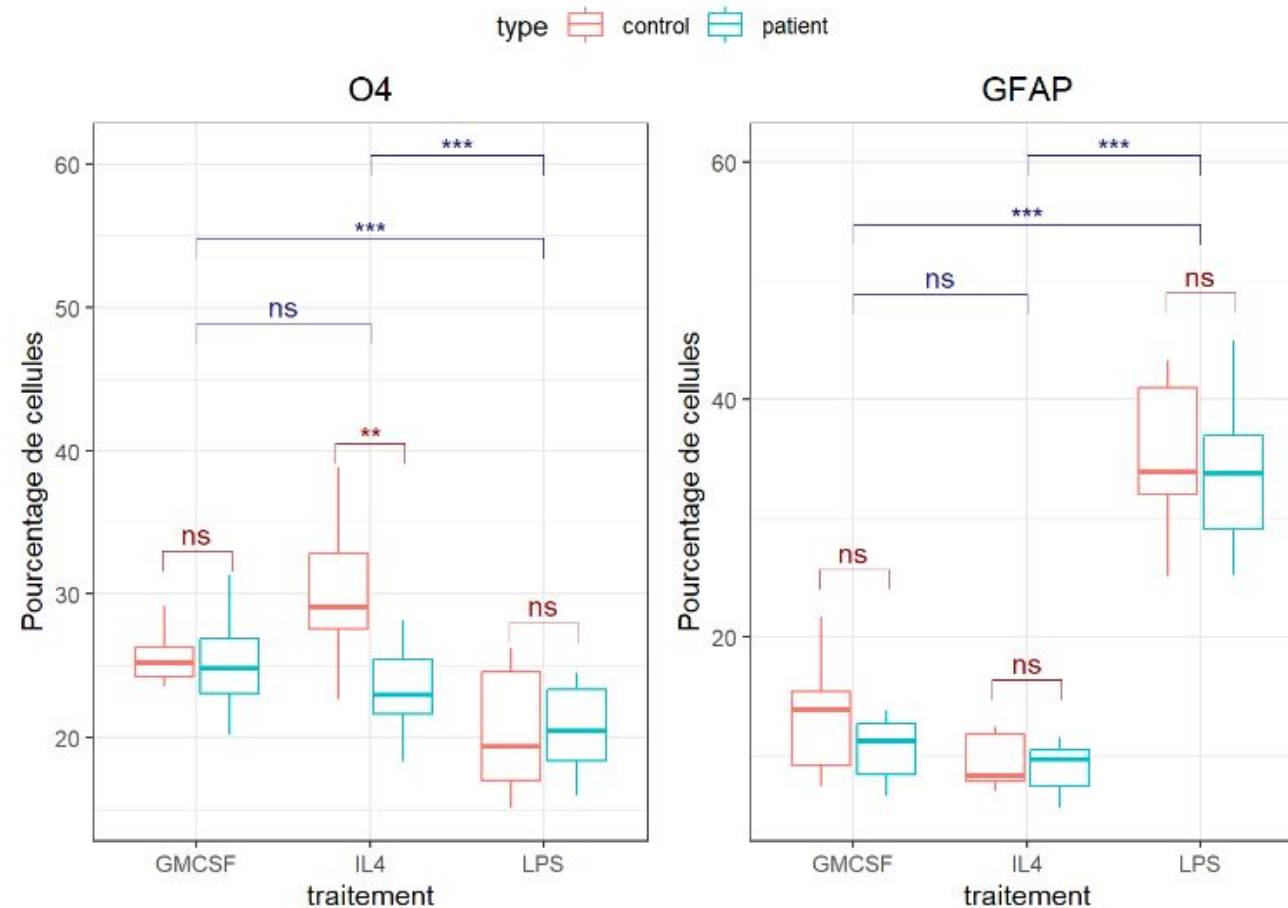 type control patient
O4
Pourcentage de cellules
60
50
40
30
20
***
***
ns
**
ns
ns
GMCSF IL4 LPS
traitement
GFAP
Pourcentage de cellules
60
40
20
***
***
ns
ns
ns
ns
GMCSF IL4 LPS
traitement